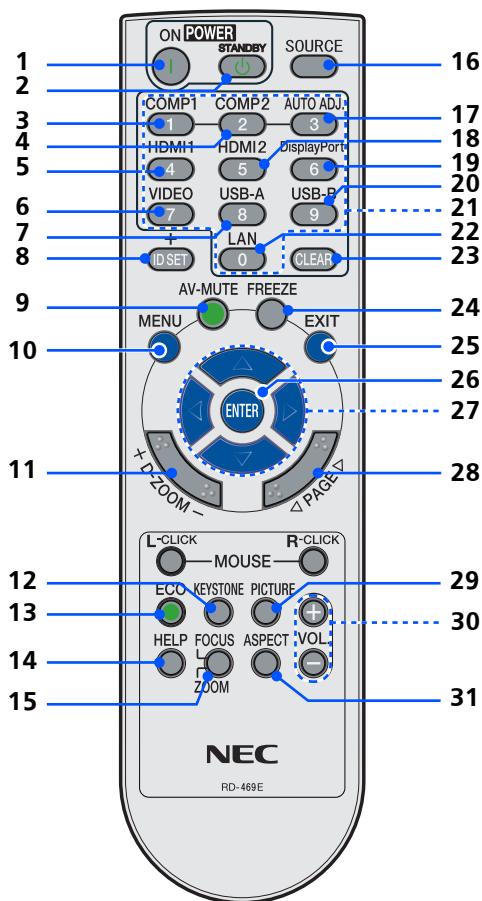 ON POWER
STANDBY
SOURCE
1
2
16
COMP1 COMP2 AUTO ADJ.
3
1 2 3
17
4
18
HDMI1 HDMI2 DisplayPort
5
4 5 6
19
VIDEO USB-A USB-B
20
6
7 8 9
21
7
LAN
22
+
8
ID SET
0
CLEAR
23
AV-MUTE FREEZE
9
24
MENU EXIT
10
25
26
ENTER
27
11
+ D-ZOOM −
◁ PAGE ▷
28
L-CLICK
R-CLICK
MOUSE
12
ECO KEYSTONE PICTURE
29
13
+
30
HELP FOCUS ASPECT VOL.
14
−
15
ZOOM
31
NEC
RD-469E